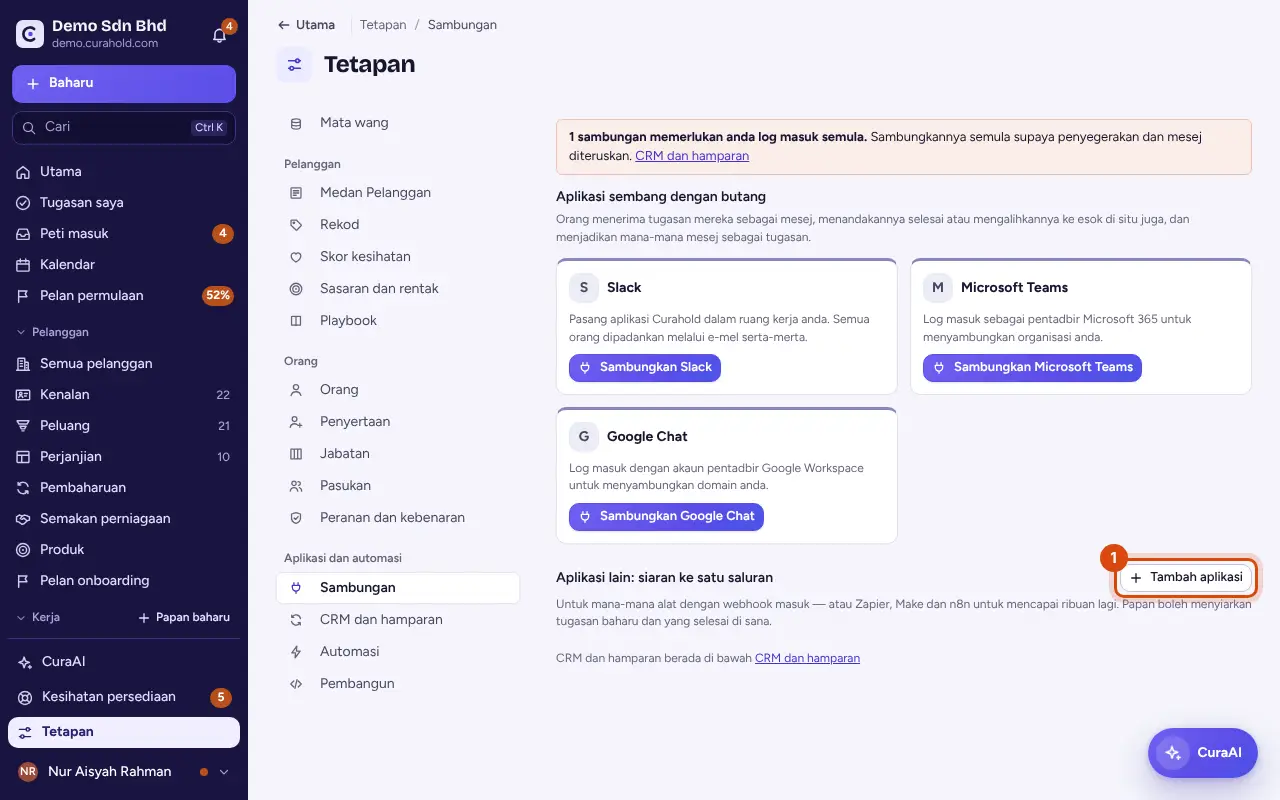 Demo Sdn Bhd
demo.curahold.com
4
Baharu
Cari
Ctrl K
Utama
Tugasan saya
Peti masuk
4
Kalendar
Pelan permulaan
52%
Pelanggan
Semua pelanggan
Kenalan
22
Peluang
21
Perjanjian
10
Pembaharuan
Semakan perniagaan
Produk
Pelan onboarding
Kerja
Papan baharu
CuraAI
Kesihatan persediaan
5
Tetapan
NR
Nur Aisyah Rahman
Utama
Tetapan / Sambungan
Tetapan
Mata wang
Pelanggan
Medan Pelanggan
Rekod
Skor kesihatan
Sasaran dan rentak
Playbook
Orang
Orang
Penyertaan
Jabatan
Pasukan
Peranan dan kebenaran
Aplikasi dan automasi
Sambungan
CRM dan hamparan
Automasi
Pembangun
1 sambungan memerlukan anda log masuk semula. Sambungkannya semula supaya penyegerakan dan mesej
diteruskan. CRM dan hamparan
Aplikasi sembang dengan butang
Orang menerima tugasan mereka sebagai mesej, menandakannya selesai atau mengalihkannya ke esok di situ juga, dan
menjadikan mana-mana mesej sebagai tugasan.
S
Slack
Pasang aplikasi Curahold dalam ruang kerja anda. Semua
orang dipadankan melalui e-mel serta-merta.
Sambungkan Slack
M
Microsoft Teams
Log masuk sebagai pentadbir Microsoft 365 untuk
menyambungkan organisasi anda.
Sambungkan Microsoft Teams
G
Google Chat
Log masuk dengan akaun pentadbir Google Workspace
untuk menyambungkan domain anda.
Sambungkan Google Chat
Aplikasi lain: siaran ke satu saluran
1
Tambah aplikasi
Untuk mana-mana alat dengan webhook masuk — atau Zapier, Make dan n8n untuk mencapai ribuan lagi. Papan boleh menyiarkan
tugasan baharu dan yang selesai di sana.
CRM dan hamparan berada di bawah CRM dan hamparan
CuraAI